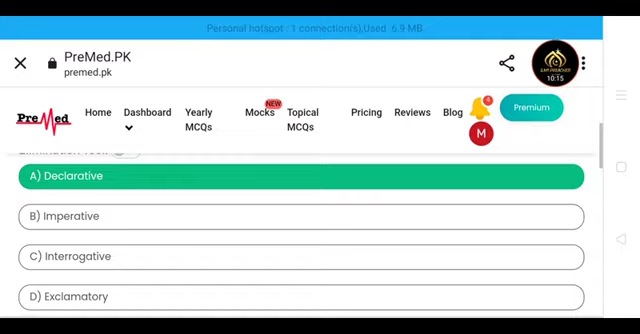 Personal hotspot : 1 connection(s),Used 6.9 MB
PreMed.PK
premed.pk
10:15
PreMed
Home
Dashboard
Yearly
MCQs
NEW
Mocks
Topical
MCQs
Pricing
Reviews
Blog
4
M
Premium
A) Declarative
B) Imperative
C) Interrogative
D) Exclamatory